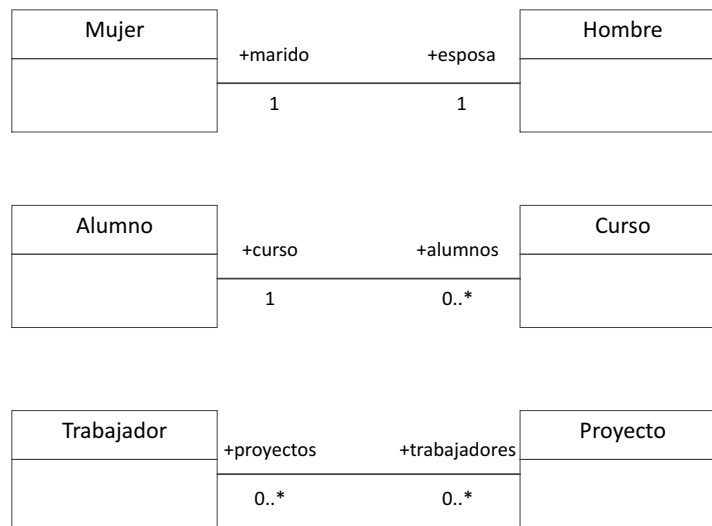 Mujer
Hombre
+marido
+esposa
1
1
Alumno
Curso
+curso
+alumnos
1
0..*
Trabajador
Proyecto
+proyectos
+trabajadores
0..*
0..*